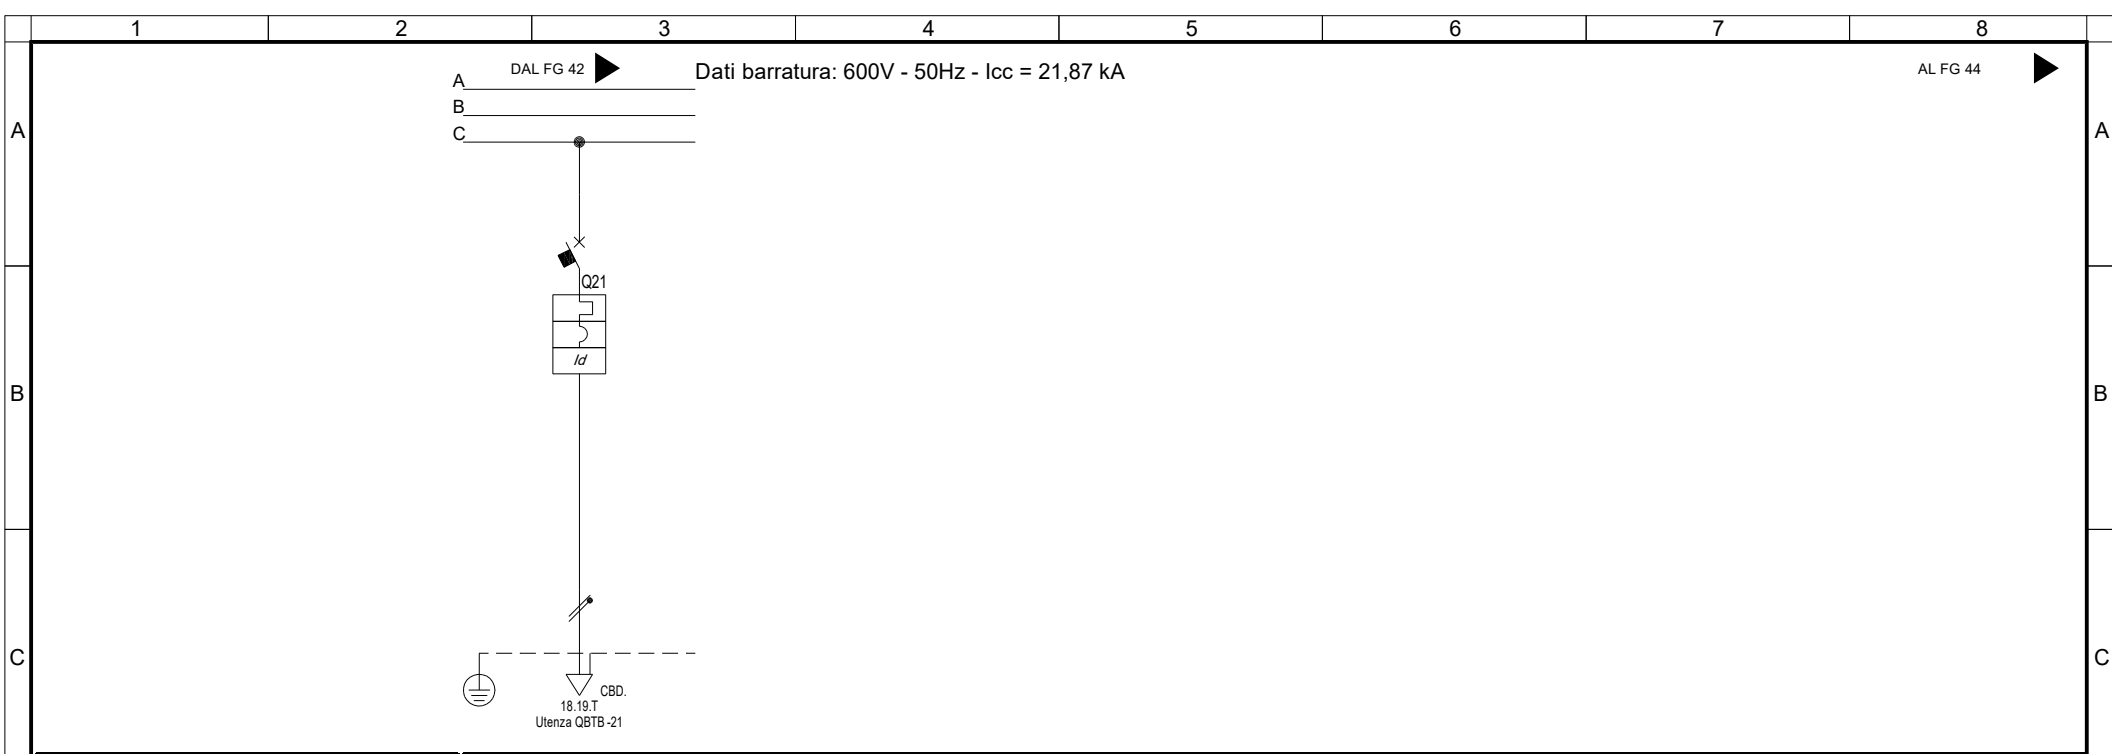 1 2 3 4 5 6 7 8
DAL FG 42 Dati barratura: 600V - 50Hz - Icc = 21,87 kA AL FG 44
A
B
C
A A
Q21
Id
B B
C C
CBD.
18.19.T
Utenza QBTB-21